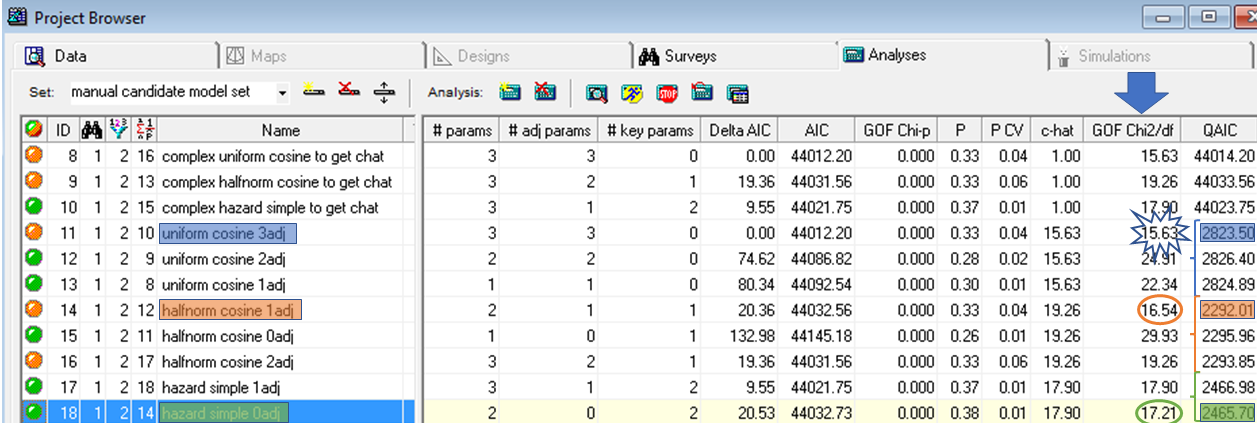 Project Browser
Data Maps Designs Surveys Analyses Simulations
Set: manual candidate model set Analysis: STOP
ID Name # params # adj params # key params Delta AIC AIC GOF Chi-p P P CV c-hat GOF Chi2/df QAIC
8 1 2 16 complex uniform cosine to get chat 3 3 0 0.00 44012.20 0.000 0.33 0.04 1.00 15.63 44014.20
9 1 2 13 complex halfnorm cosine to get chat 3 2 1 19.36 44031.56 0.000 0.33 0.06 1.00 19.26 44033.56
10 1 2 15 complex hazard simple to get chat 3 1 2 9.55 44021.75 0.000 0.37 0.01 1.00 17.90 44023.75
11 1 2 10 uniform cosine 3adj 3 3 0 0.00 44012.20 0.000 0.33 0.04 15.63 15.63 2823.50
12 1 2 9 uniform cosine 2adj 2 2 0 74.62 44086.82 0.000 0.28 0.02 15.63 24.91 2826.40
13 1 2 8 uniform cosine 1adj 1 1 0 80.34 44092.54 0.000 0.30 0.01 15.63 22.34 2824.89
14 1 2 12 halfnorm cosine 1adj 2 1 1 20.36 44032.56 0.000 0.33 0.04 19.26 16.54 2292.01
15 1 2 11 halfnorm cosine 0adj 1 0 1 132.98 44145.18 0.000 0.26 0.01 19.26 29.93 2295.96
16 1 2 17 halfnorm cosine 2adj 3 2 1 19.36 44031.56 0.000 0.33 0.06 19.26 19.26 2293.85
17 1 2 18 hazard simple 1adj 3 1 2 9.55 44021.75 0.000 0.37 0.01 17.90 17.90 2466.98
18 1 2 14 hazard simple 0adj 2 0 2 20.53 44032.73 0.000 0.38 0.01 17.90 17.21 2465.70